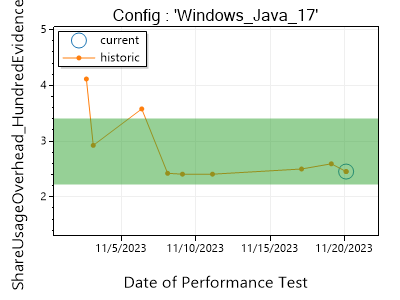 Config : 'Windows_Java_17'
current
historic
5
4
3
2
ShareUsageOverhead_HundredEvidence
11/5/2023
11/10/2023
11/15/2023
11/20/2023
Date of Performance Test